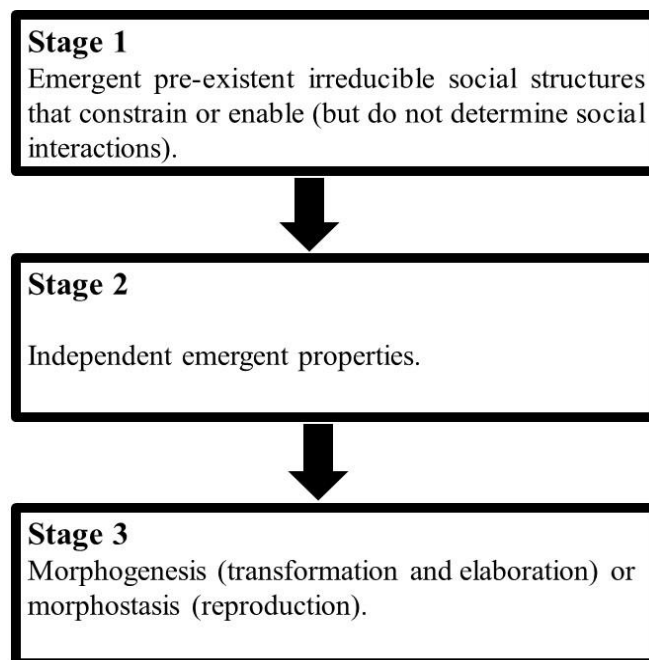 Stage 1
Emergent pre-existent irreducible social structures
that constrain or enable (but do not determine social
interactions).
Stage 2
Independent emergent properties.
Stage 3
Morphogenesis (transformation and elaboration) or
morphostasis (reproduction).